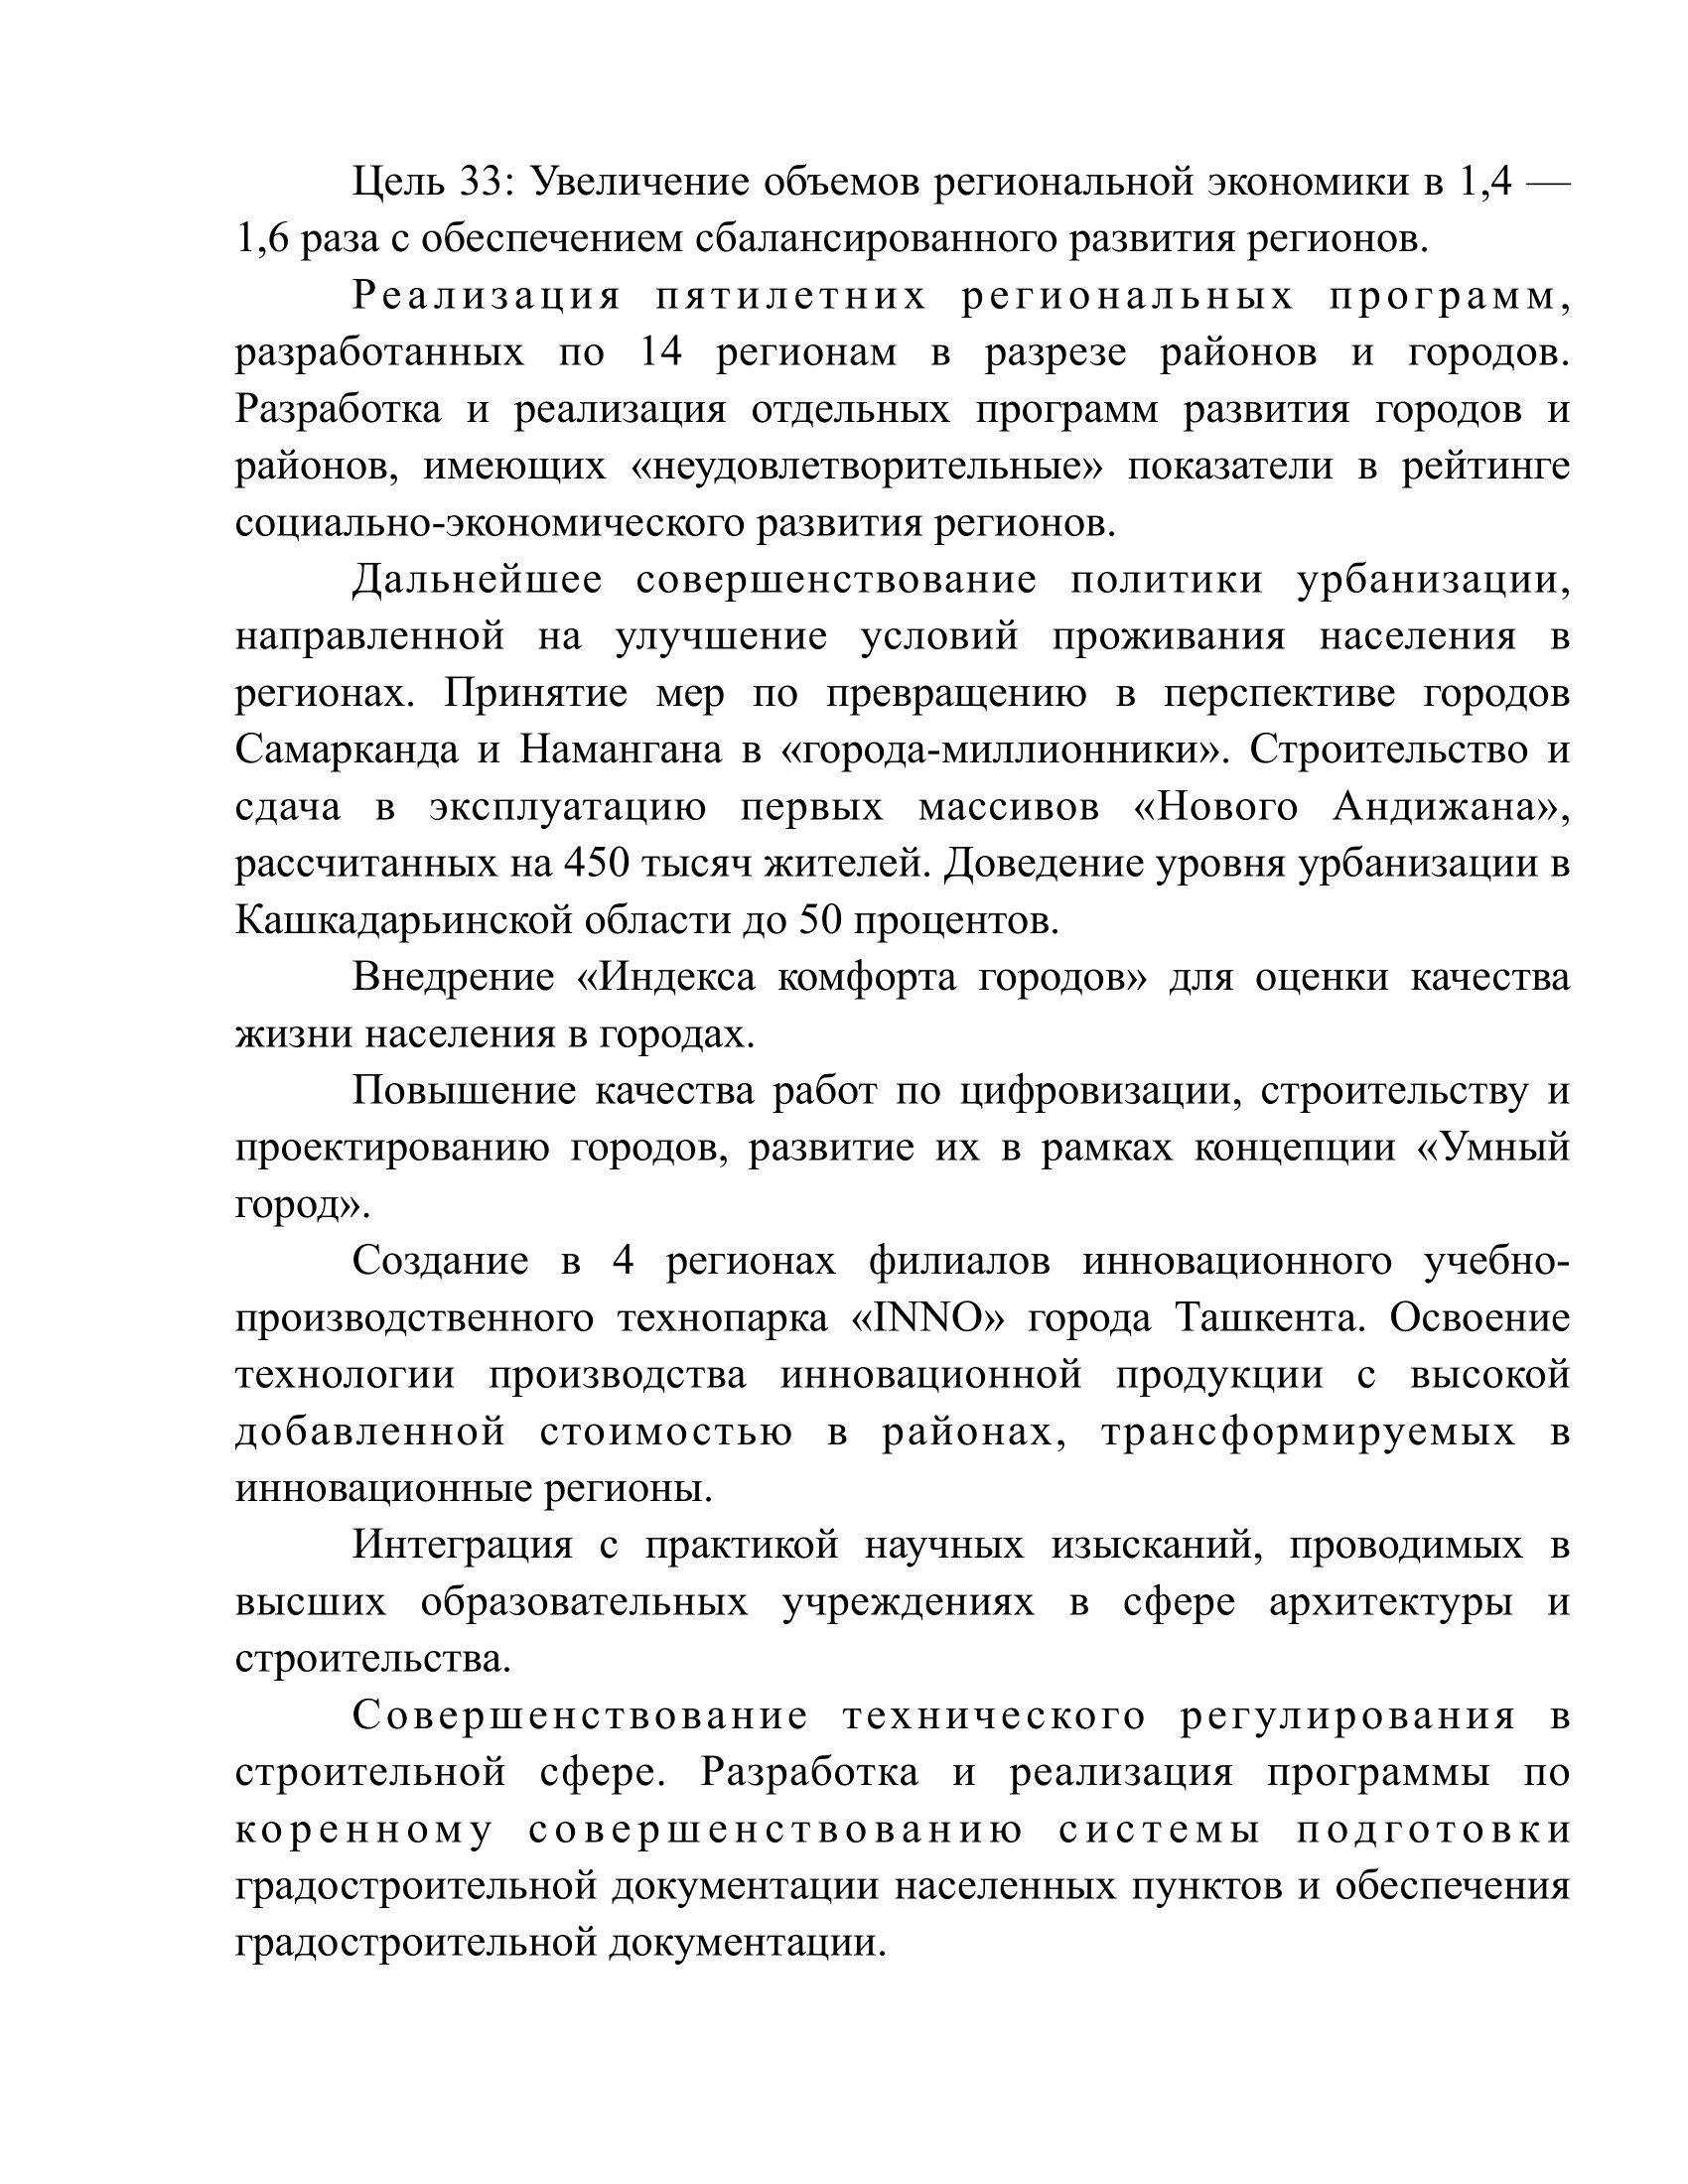 Цель 33: Увеличение объемов региональной экономики в 1,4 —
1,6 раза с обеспечением сбалансированного развития регионов.
Реализация пятилетних региональных программ,
разработанных по 14 регионам в разрезе районов и городов.
Разработка и реализация отдельных программ развития городов и
районов, имеющих «неудовлетворительные» показатели в рейтинге
социально-экономического развития регионов.
Дальнейшее совершенствование политики урбанизации,
направленной на улучшение условий проживания населения в
регионах. Принятие мер по превращению в перспективе городов
Самарканда и Намангана в «города-миллионники». Строительство и
сдача в эксплуатацию первых массивов «Нового Андижана»,
рассчитанных на 450 тысяч жителей. Доведение уровня урбанизации в
Кашкадарьинской области до 50 процентов.
Внедрение «Индекса комфорта городов» для оценки качества
жизни населения в городах.
Повышение качества работ по цифровизации, строительству и
проектированию городов, развитие их в рамках концепции «Умный
город».
Создание в 4 регионах филиалов инновационного учебно-
производственного технопарка «INNO» города Ташкента. Освоение
технологии производства инновационной продукции с высокой
добавленной стоимостью в районах, трансформируемых в
инновационные регионы.
Интеграция с практикой научных изысканий, проводимых в
высших образовательных учреждениях в сфере архитектуры и
строительства.
Совершенствование технического регулирования в
строительной сфере. Разработка и реализация программы по
коренному совершенствованию системы подготовки
градостроительной документации населенных пунктов и обеспечения
градостроительной документации.